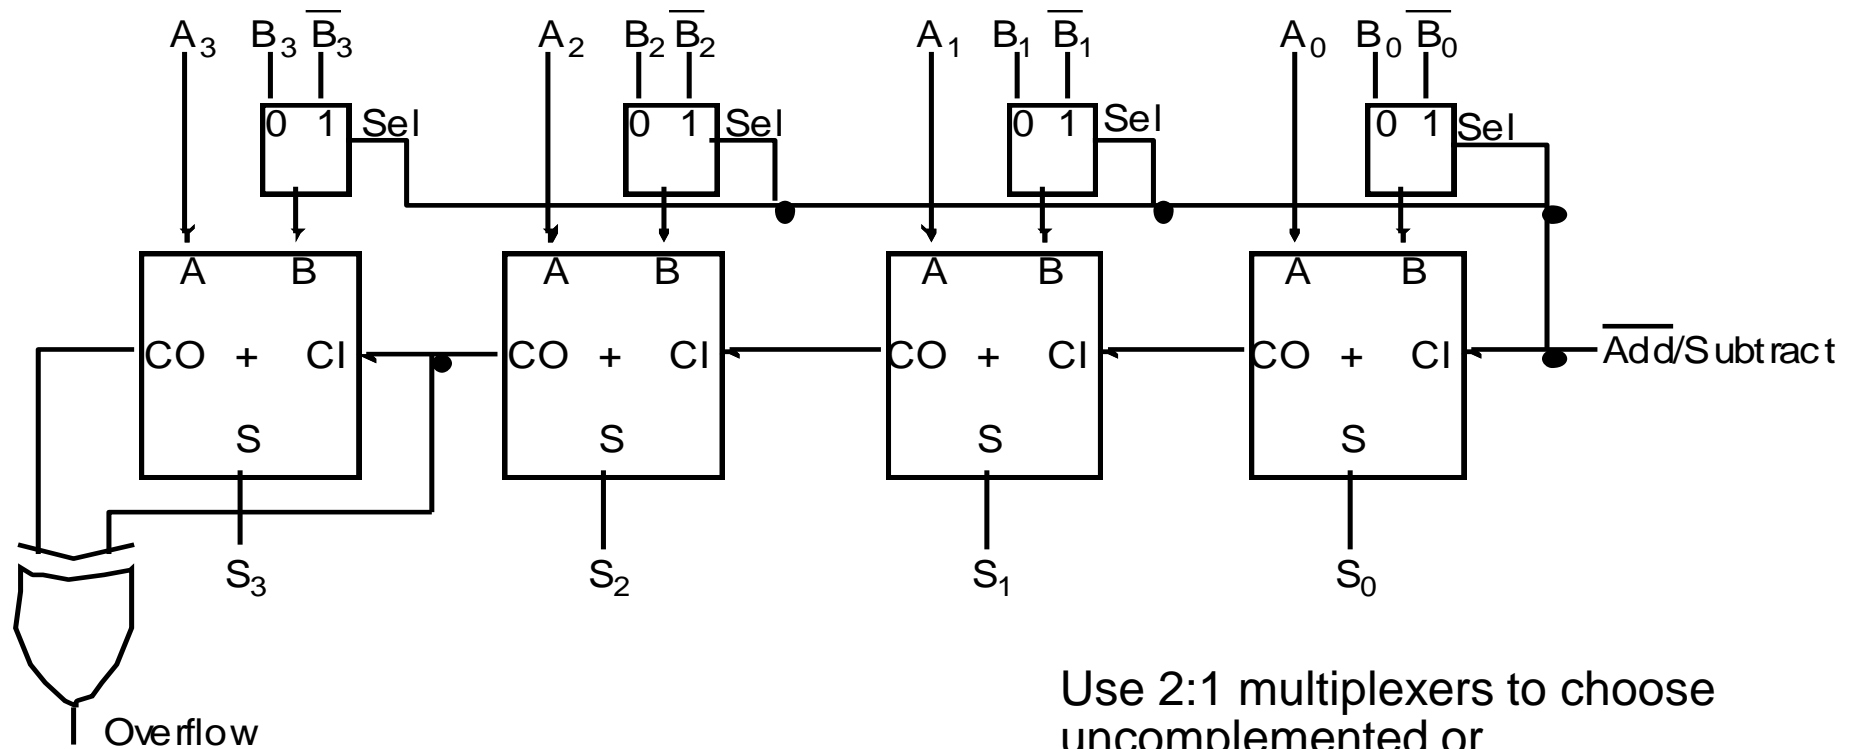 A3 B3 B̅3 A2 B2 B̅2 A1 B1 B̅1 A0 B0 B̅0
0 1 Sel 0 1 Sel 0 1 Sel 0 1 Sel
A B A B A B A B
CO + CI CO + CI CO + CI CO + CI A̅d̅d̅/Subtract
S S S S
S3 S2 S1 S0
Overflow
Use 2:1 multiplexers to choose
uncomplemented or